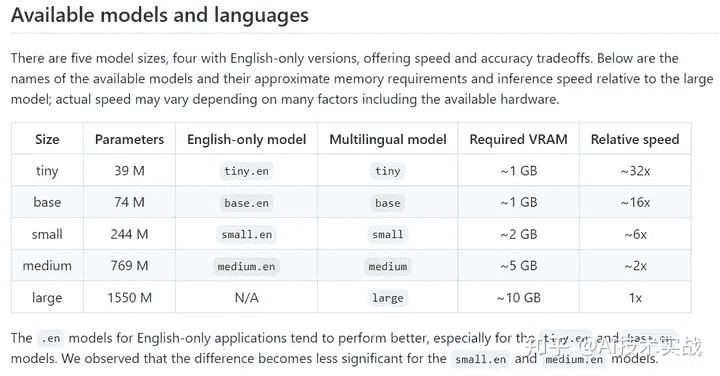 Available models and languages
There are five model sizes, four with English-only versions, offering speed and accuracy tradeoffs. Below are the
names of the available models and their approximate memory requirements and inference speed relative to the large
model; actual speed may vary depending on many factors including the available hardware.
Size Parameters English-only model Multilingual model Required VRAM Relative speed
tiny 39 M tiny.en tiny ~1 GB ~32x
base 74 M base.en base ~1 GB ~16x
small 244 M small.en small ~2 GB ~6x
medium 769 M medium.en medium ~5 GB ~2x
large 1550 M N/A large ~10 GB 1x
The .en models for English-only applications tend to perform better, especially for the tiny.en and base.en
models. We observed that the difference becomes less significant for the small.en and medium.en models.
知乎 @AI技术实战